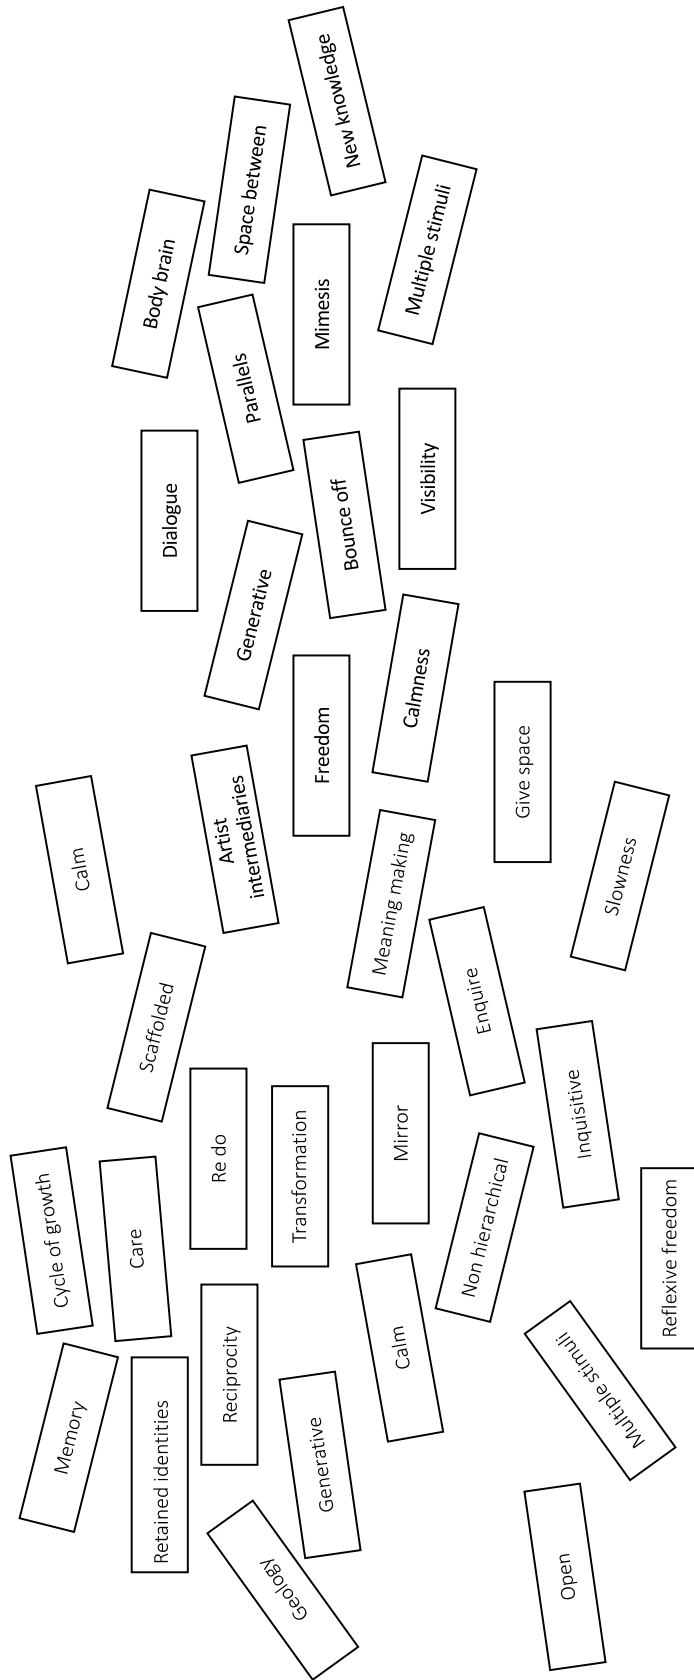 New knowledge
Space between
Multiple stimuli
Body brain
Mimesis
Parallels
Visibility
Dialogue
Bounce off
Generative
Calmness
Freedom
Give space
Artist
intermediaries
Calm
Meaning making
Slowness
Enquire
Scaffolded
Inquisitive
Mirror
Re do
Transformation
Non hierarchical
Cycle of growth
Care
Reflexive freedom
Calm
Reciprocity
Multiple stimuli
Memory
Retained identities
Generative
Geology
Open